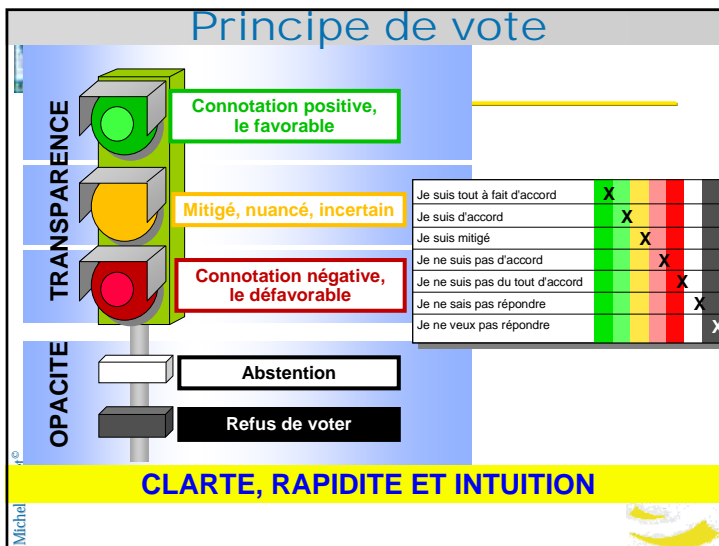 Principe de vote
TRANSPARENCE
Connotation positive,
le favorable
Mitigé, nuancé, incertain
Connotation négative,
le défavorable
Je suis tout à fait d'accord X
Je suis d'accord X
Je suis mitigé X
Je ne suis pas d'accord X
Je ne suis pas du tout d'accord X
Je ne sais pas répondre X
Je ne veux pas répondre X
OPACITE
Abstention
Refus de voter
Michel
CLARTE, RAPIDITE ET INTUITION